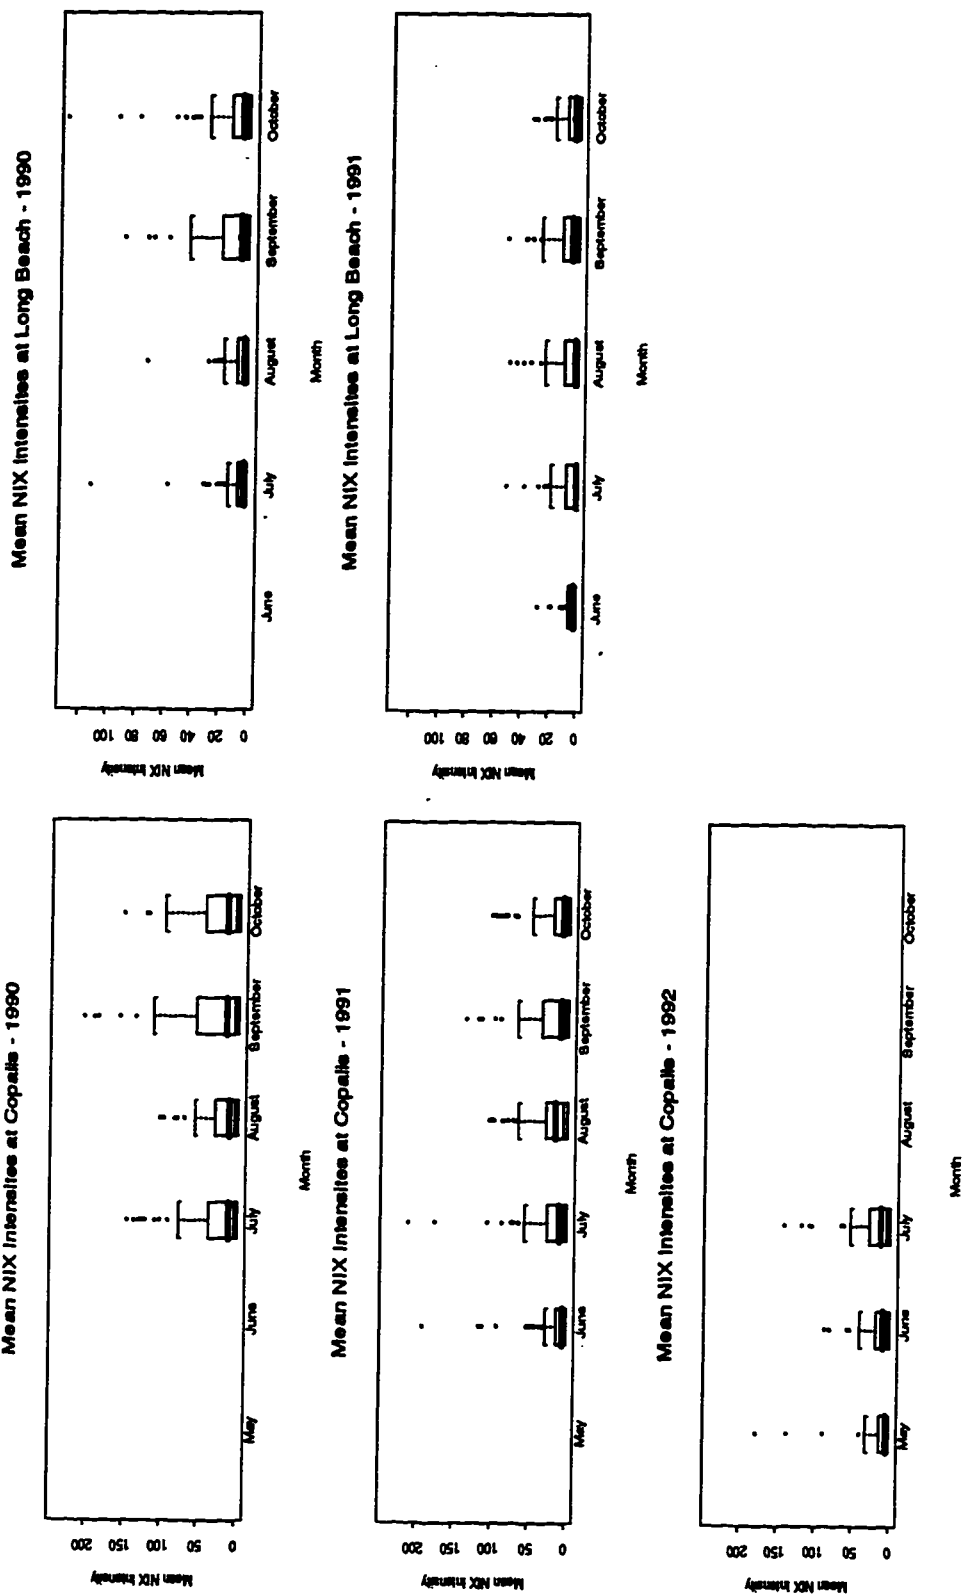 Mean NIX Intensites at Copalis - 1990
Mean NIX Intensity
0 50 100 150 200
May June July August September October
Month
Mean NIX Intensites at Long Beach - 1990
Mean NIX Intensity
0 20 40 60 80 100
June July August September October
Month
Mean NIX Intensites at Copalis - 1991
Mean NIX Intensity
0 50 100 150 200
May June July August September October
Month
Mean NIX Intensites at Long Beach - 1991
Mean NIX Intensity
0 20 40 60 80 100
June July August September October
Month
Mean NIX Intensites at Copalis - 1992
Mean NIX Intensity
0 50 100 150 200
May June July August September October
Month